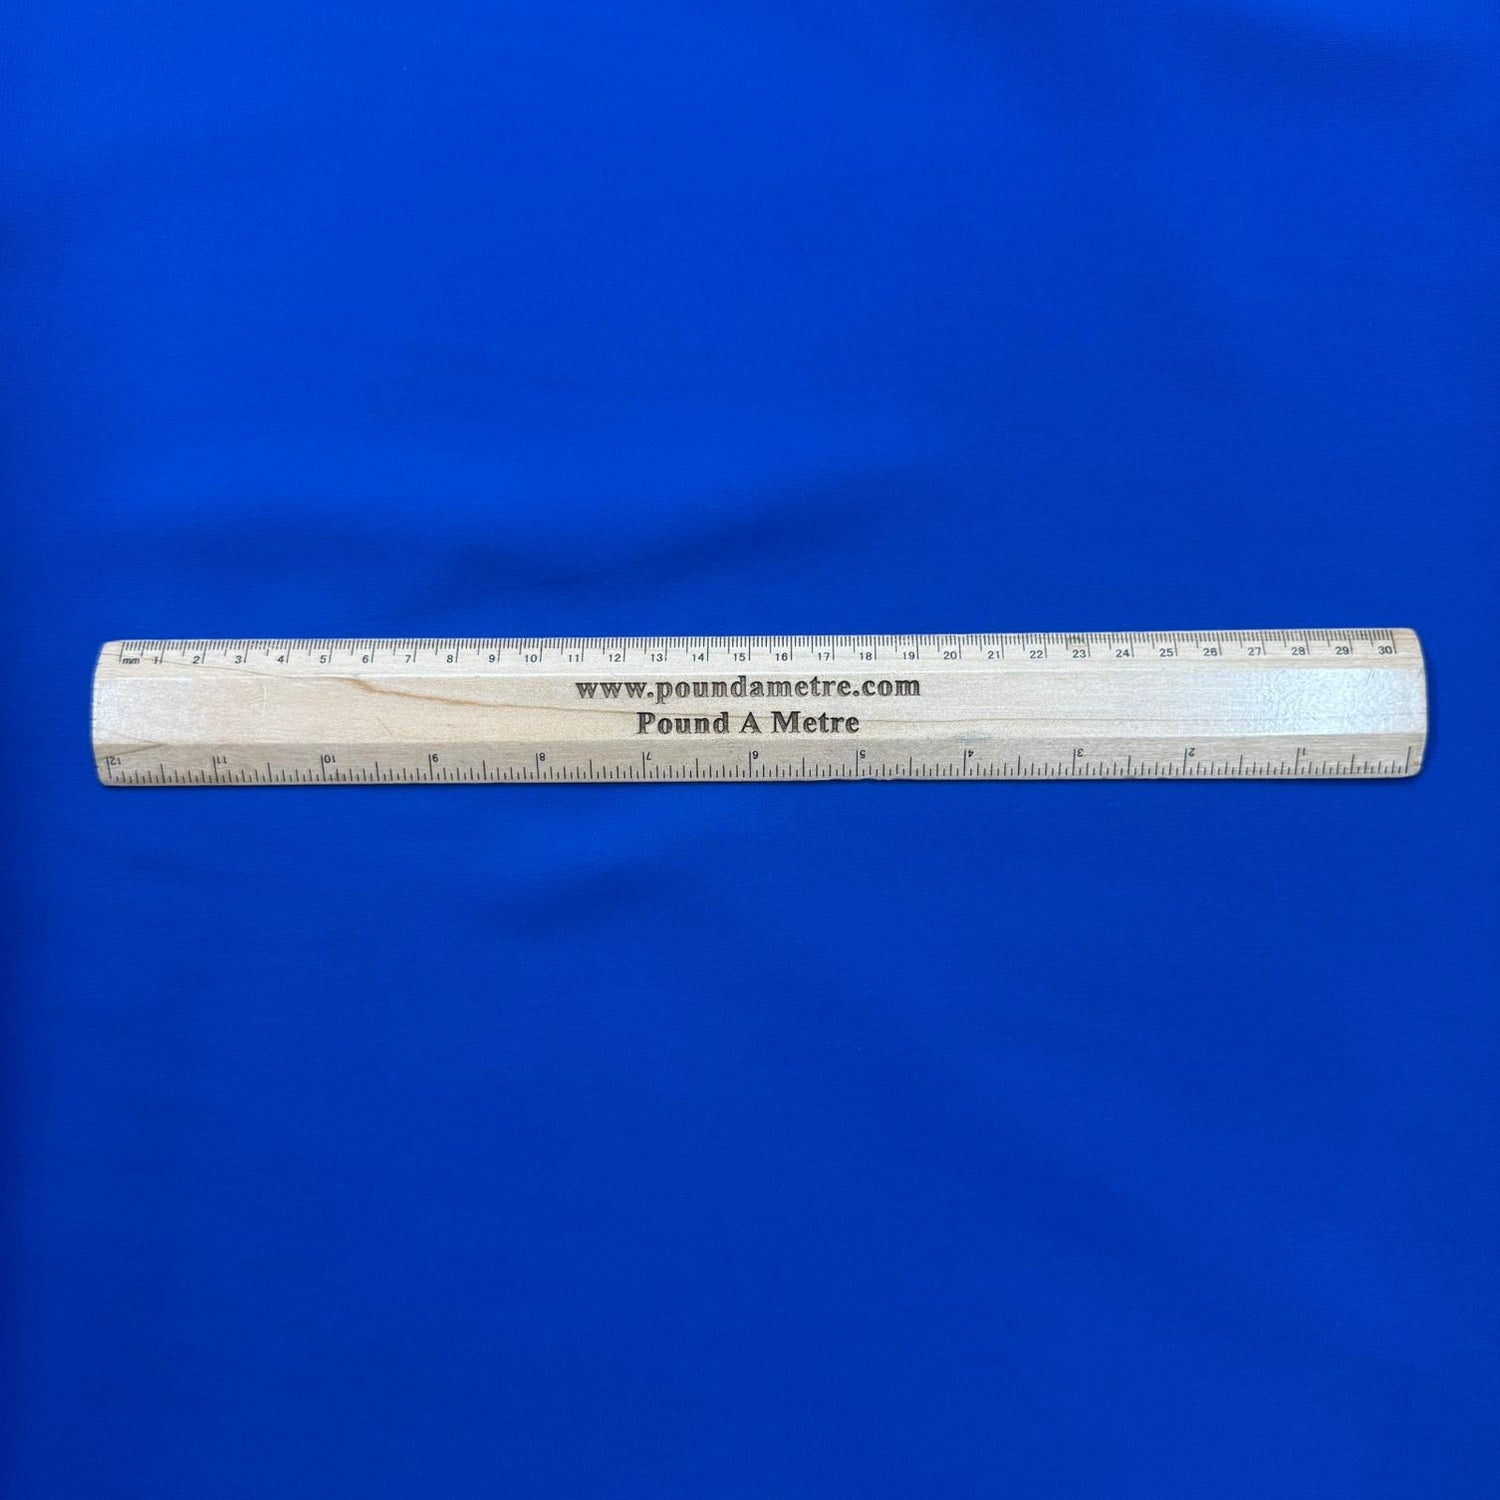 mm 1 2 3 4 5 6 7 8 9 10 11 12 13 14 15 16 17 18 19 20 21 22 23 24 25 26 27 28 29 30
www.poundametre.com
Pound A Metre
12 11 10 9 8 7 6 5 4 3 2 1